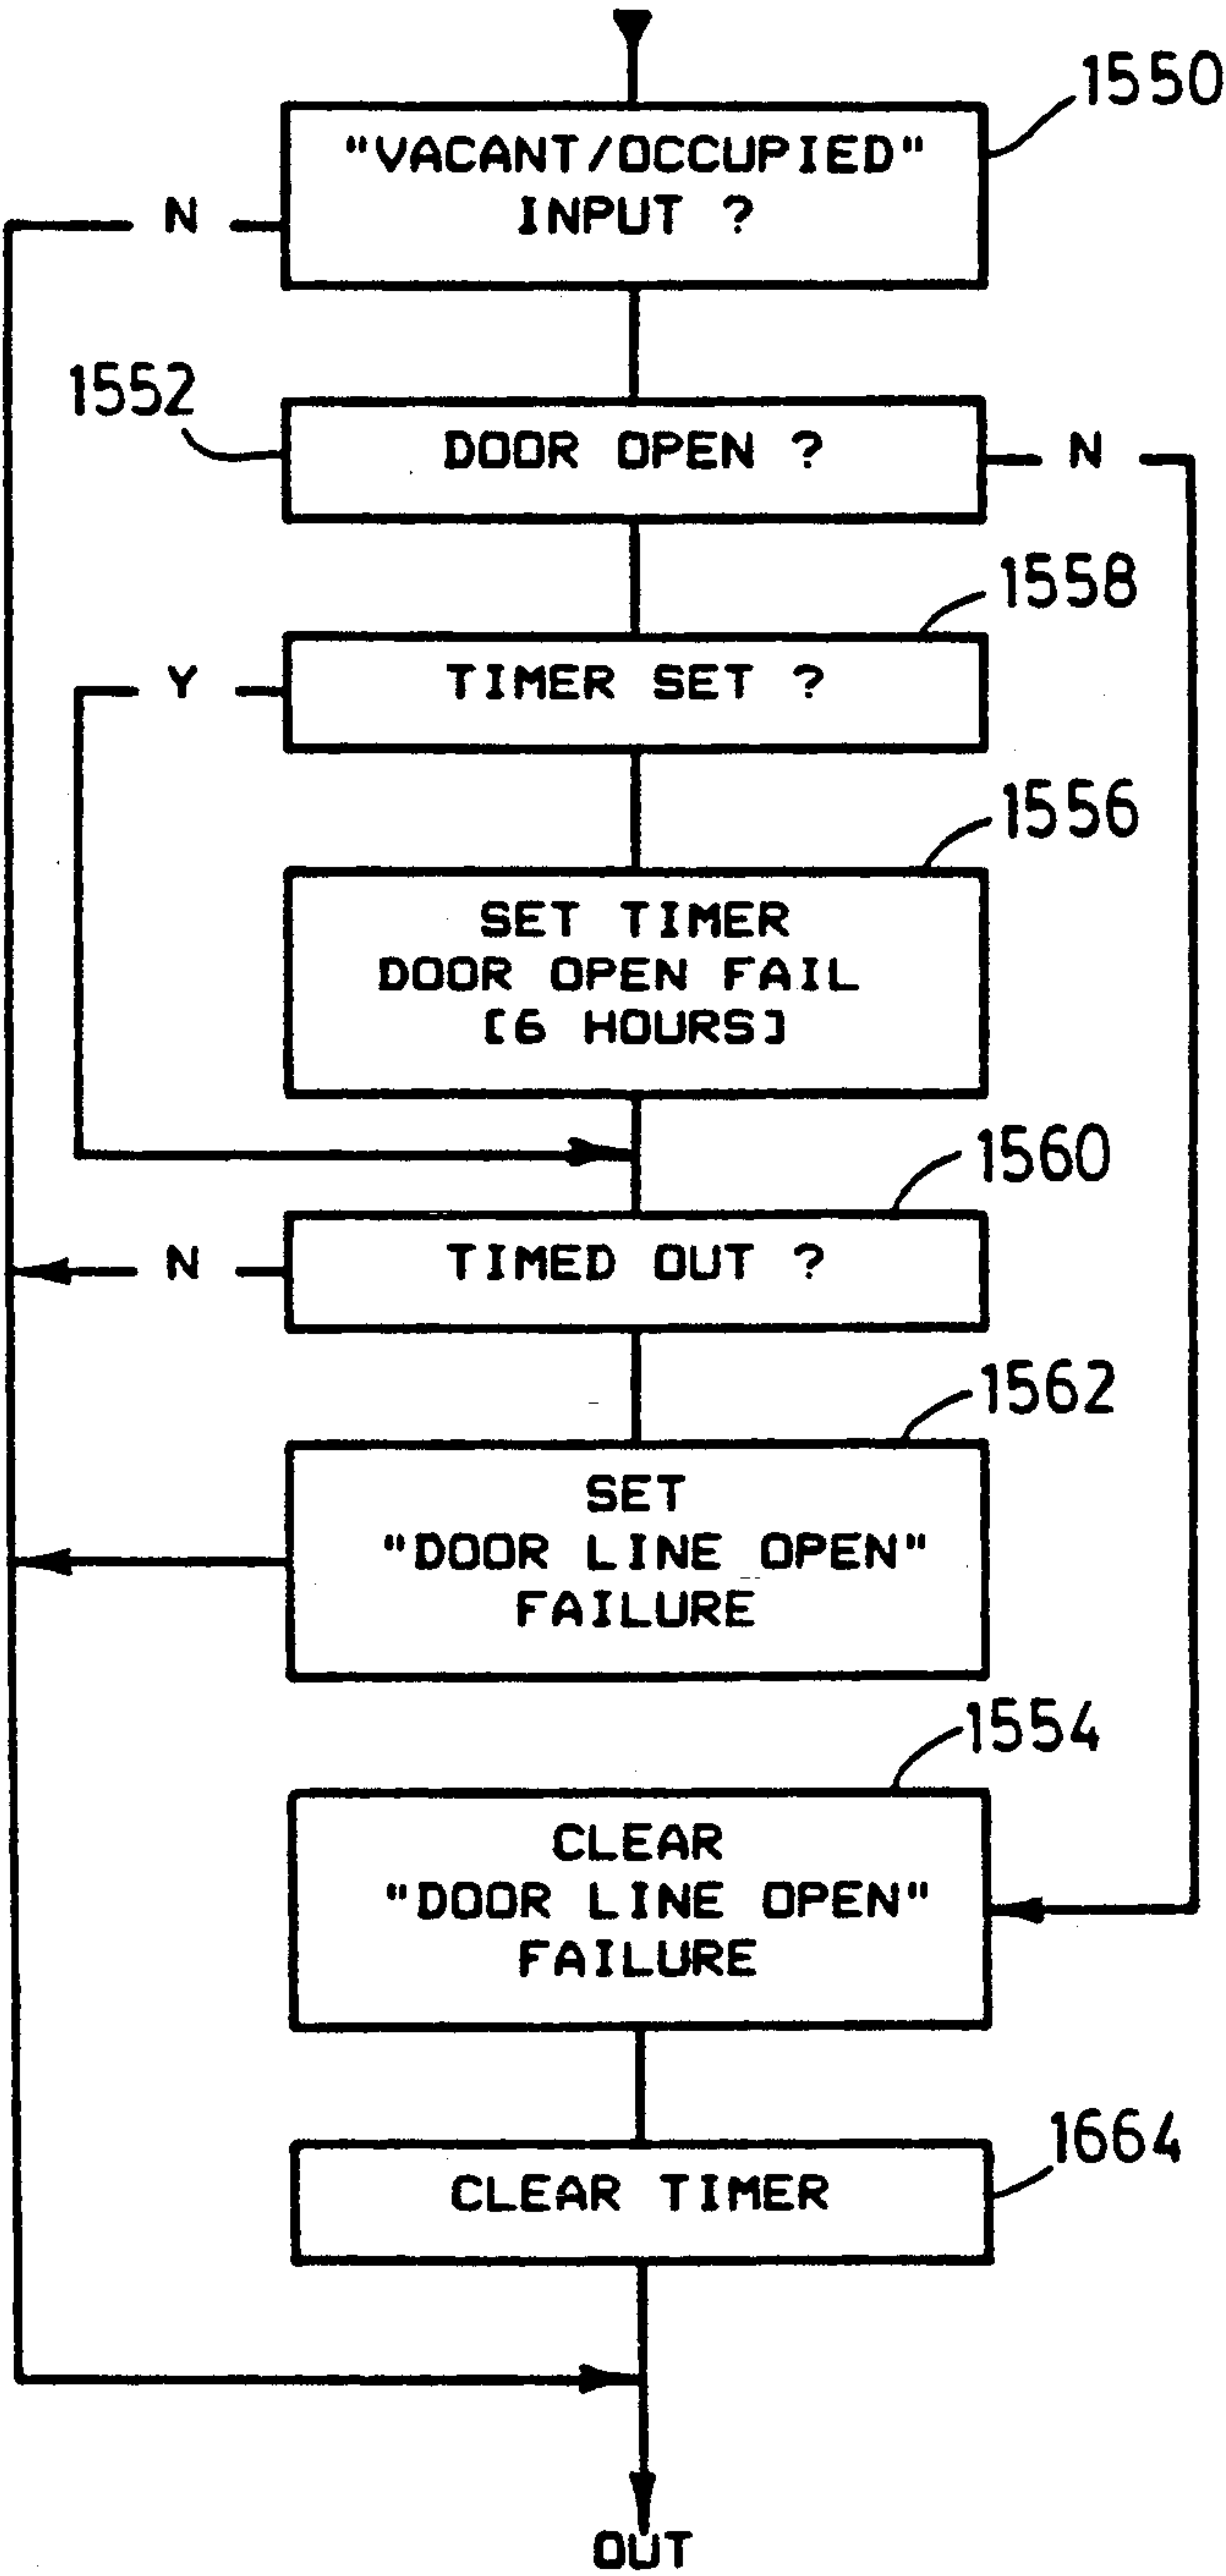 1550
"VACANT/OCCUPIED"
INPUT ?
N
1552
DOOR OPEN ?
N
1558
TIMER SET ?
Y
1556
SET TIMER
DOOR OPEN FAIL
[6 HOURS]
1560
TIMED OUT ?
N
1562
SET
"DOOR LINE OPEN"
FAILURE
1554
CLEAR
"DOOR LINE OPEN"
FAILURE
1664
CLEAR TIMER
OUT